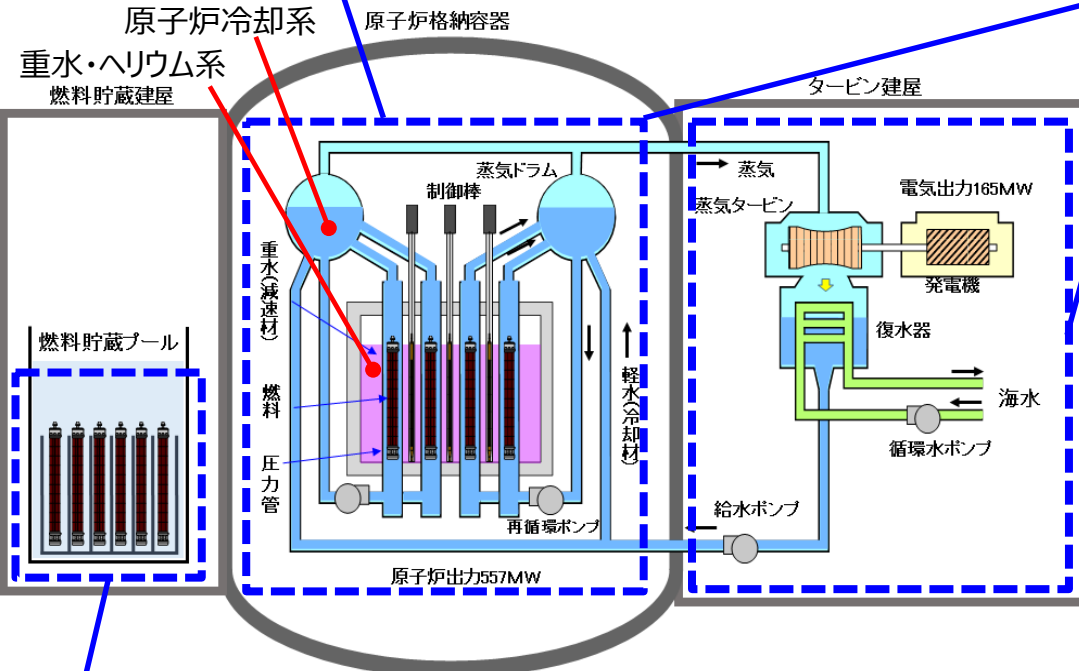 原子炉冷却系
原子炉格納容器
重水・ヘリウム系
燃料貯蔵建屋
タービン建屋
蒸気ドラム
蒸気
制御棒
電気出力165MW
蒸気タービン
重水(減速材)
発電機
復水器
燃料貯蔵プール
燃料
軽水(冷却材)
海水
循環水ポンプ
圧力管
給水ポンプ
再循環ポンプ
原子炉出力557MW